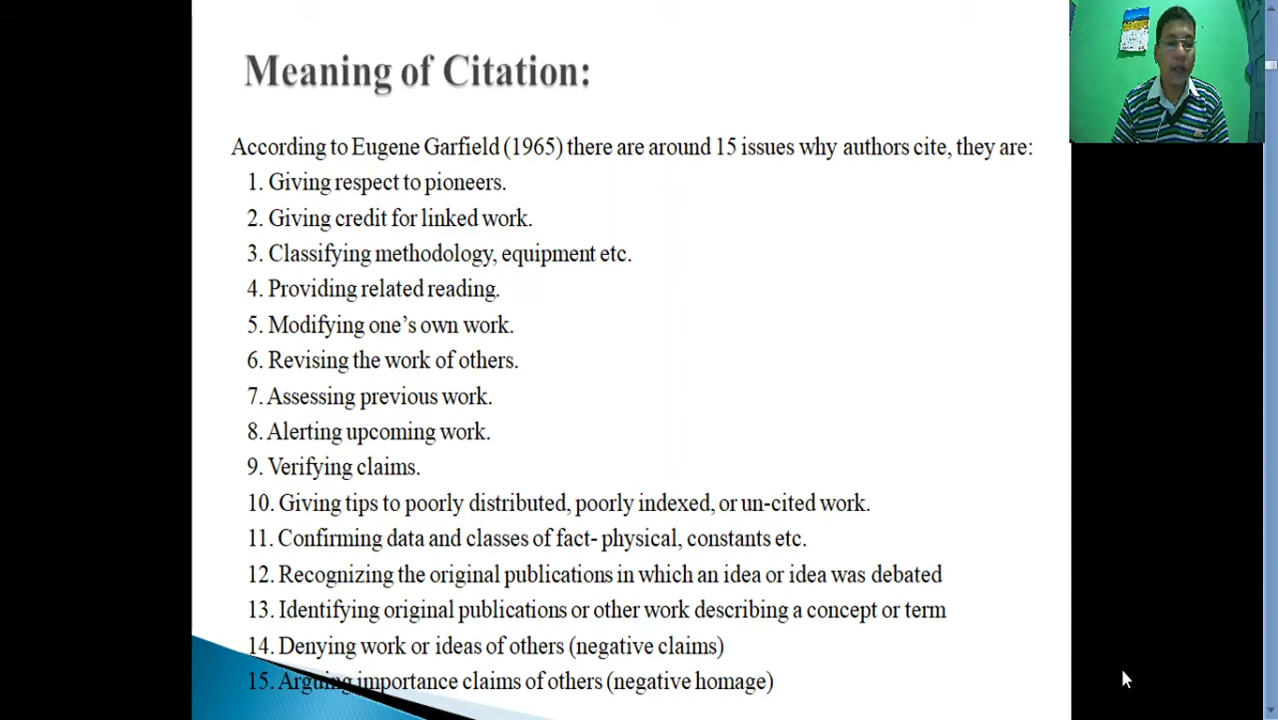 Meaning of Citation:
According to Eugene Garfield (1965) there are around 15 issues why authors cite, they are:
1. Giving respect to pioneers.
2. Giving credit for linked work.
3. Classifying methodology, equipment etc.
4. Providing related reading.
5. Modifying one’s own work.
6. Revising the work of others.
7. Assessing previous work.
8. Alerting upcoming work.
9. Verifying claims.
10. Giving tips to poorly distributed, poorly indexed, or un-cited work.
11. Confirming data and classes of fact- physical, constants etc.
12. Recognizing the original publications in which an idea or idea was debated
13. Identifying original publications or other work describing a concept or term
14. Denying work or ideas of others (negative claims)
15. Arguing importance claims of others (negative homage)